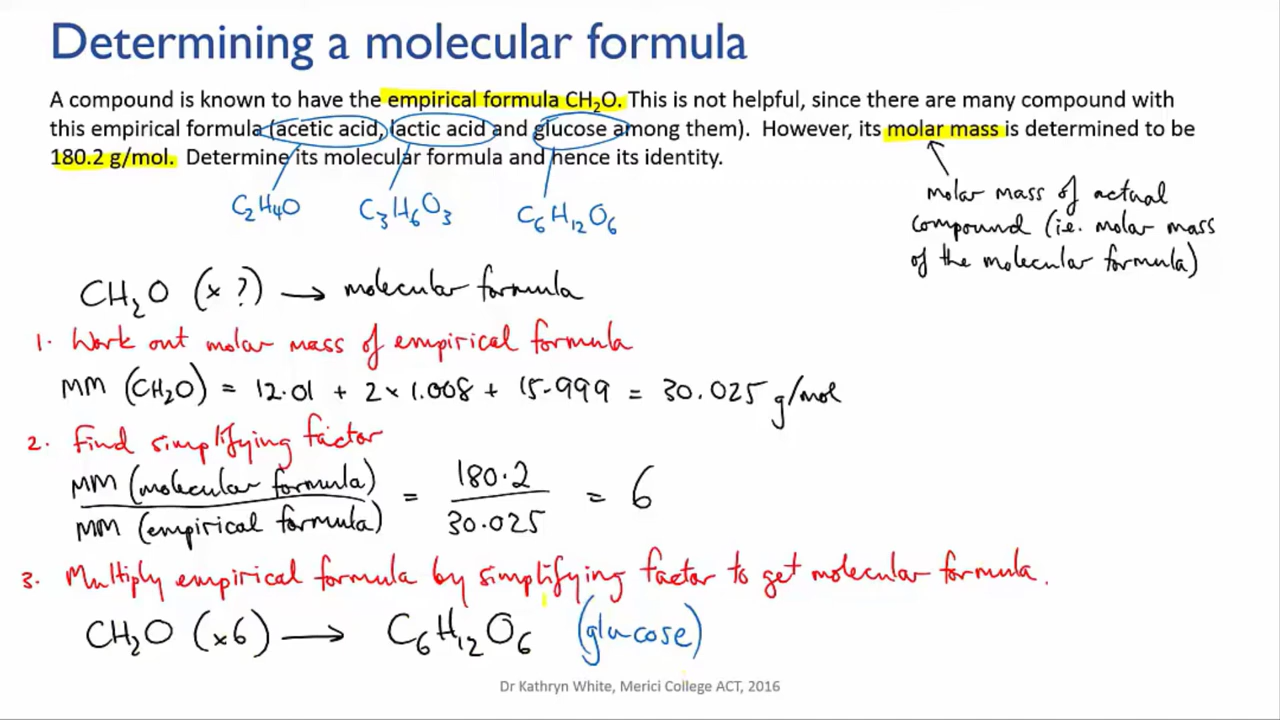 Determining a molecular formula
A compound is known to have the empirical formula CH₂O. This is not helpful, since there are many compound with
this empirical formula (acetic acid, lactic acid and glucose among them). However, its molar mass is determined to be
180.2 g/mol. Determine its molecular formula and hence its identity.
C₂H₄O C₃H₆O₃ C₆H₁₂O₆
molar mass of actual
compound (i.e. molar mass
of the molecular formula)
CH₂O (x ?) → molecular formula
1. Work out molar mass of empirical formula
MM (CH₂O) = 12.01 + 2 x 1.008 + 15.999 = 30.025 g/mol
2. Find simplifying factor
MM (molecular formula) = 180.2 = 6
MM (empirical formula) 30.025
3. Multiply empirical formula by simplifying factor to get molecular formula.
CH₂O (x6) → C₆H₁₂O₆ (glucose)
Dr Kathryn White, Merici College ACT, 2016